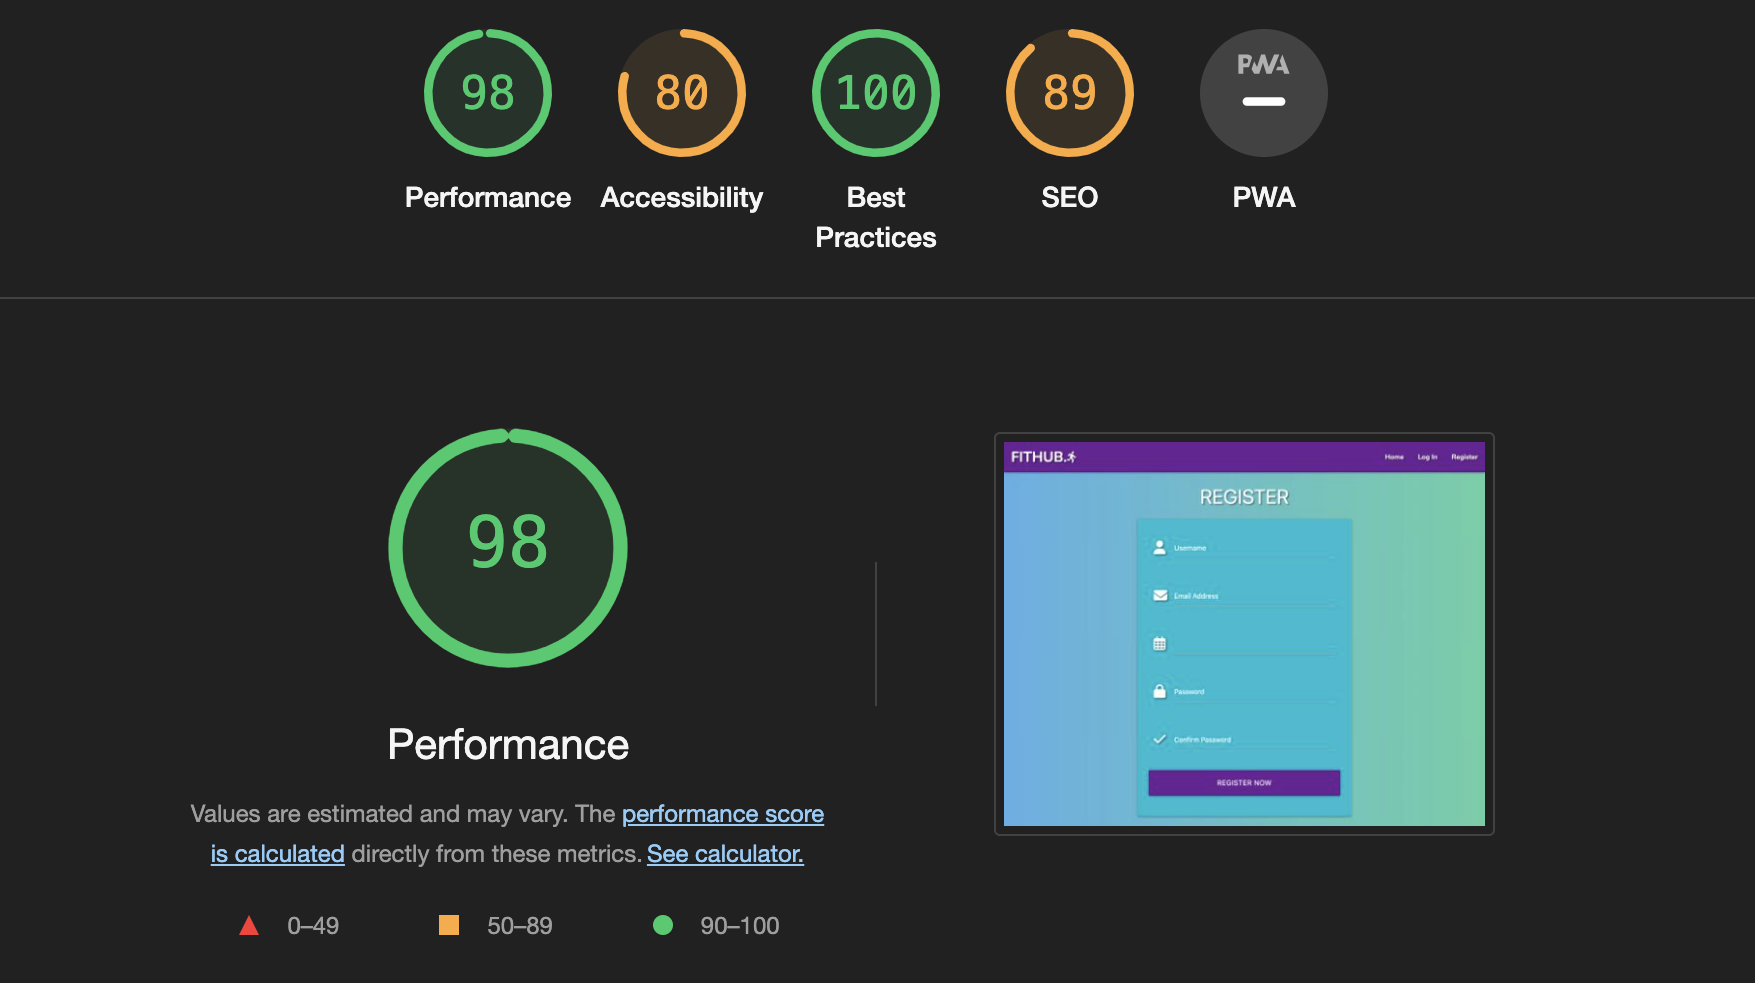 98
80
100
89
PWA
Performance
Accessibility
Best
Practices
SEO
PWA
98
Performance
Values are estimated and may vary. The performance score
is calculated directly from these metrics. See calculator.
0–49
50–89
90–100
FITHUB.
Home
Log In
Register
REGISTER
Username
Email Address
Password
Confirm Password
REGISTER NOW